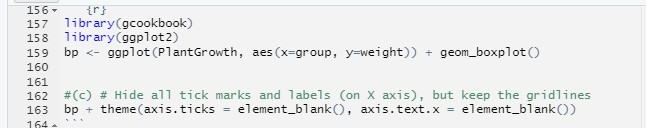 156 {r}
157 library(gcookbook)
158 library(ggplot2)
159 bp <- ggplot(PlantGrowth, aes(x=group, y=weight)) + geom_boxplot()
160
161
162 #(c) # Hide all tick marks and labels (on X axis), but keep the gridlines
163 bp + theme(axis.ticks = element_blank(), axis.text.x = element_blank())
164 ```